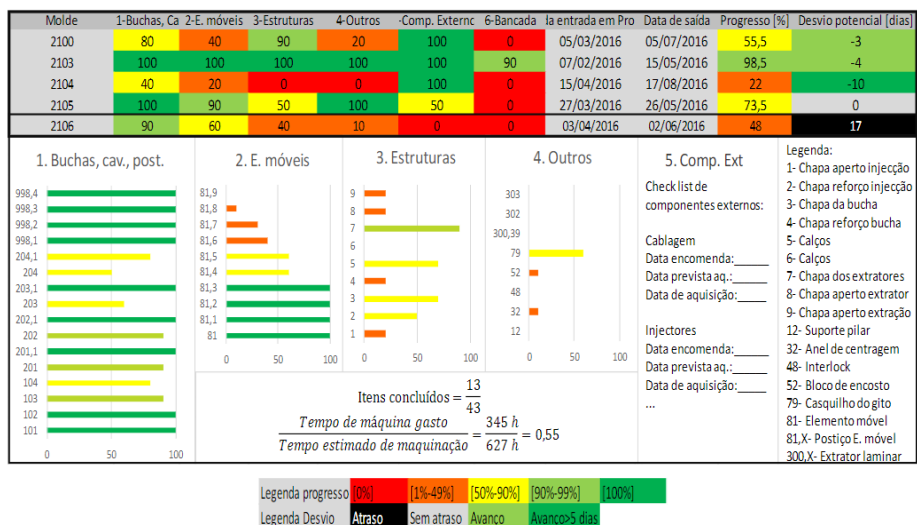 Molde 1-Buchas, Ca 2-E. móveis 3-Estruturas 4-Outros -Comp. Externc 6-Bancada la entrada em Pro Data de saída Progresso [%] Desvio potencial [dias]
2100 80 40 90 20 100 0 05/03/2016 05/07/2016 55,5 -3
2103 100 100 100 100 100 90 07/02/2016 15/05/2016 98,5 -4
2104 40 20 0 0 100 0 15/04/2016 17/08/2016 22 -10
2105 100 90 50 100 50 0 27/03/2016 26/05/2016 73,5 0
2106 90 60 40 10 0 0 03/04/2016 02/06/2016 48 17
1. Buchas, cav., post.
998,4
998,3
998,2
998,1
204,1
204
203,1
203
202,1
202
201,1
201
104
103
102
101
0 50 100
2. E. móveis
81,9
81,8
81,7
81,6
81,5
81,4
81,3
81,2
81,1
81
0 50 100
3. Estruturas
9
8
7
6
5
4
3
2
1
0 50 100
4. Outros
303
302
300,39
79
52
48
32
12
0 50 100
Itens concluídos = 13
43
Tempo de máquina gasto
Tempo estimado de maquinação = 345 h
627 h = 0,55
5. Comp. Ext
Check list de
componentes externos:
Cablagem
Data encomenda:_____
Data prevista aq.:_____
Data de aquisição:_____
Injectores
Data encomenda:_____
Data prevista aq.:_____
Data de aquisição:_____
...
Legenda:
1- Chapa aperto injecção
2- Chapa reforço injecção
3- Chapa da bucha
4- Chapa reforço bucha
5- Calços
6- Calços
7- Chapa dos extratores
8- Chapa aperto extrator
9- Chapa aperto extração
12- Suporte pilar
32- Anel de centragem
48- Interlock
52- Bloco de encosto
79- Casquilho do gito
81- Elemento móvel
81,X- Postiço E. móvel
300,X- Extrator laminar
Legenda progresso [0%] [1%-49%] [50%-90%] [90%-99%] [100%]
Legenda Desvio Atraso Sem atraso Avanço Avanco>5 dias